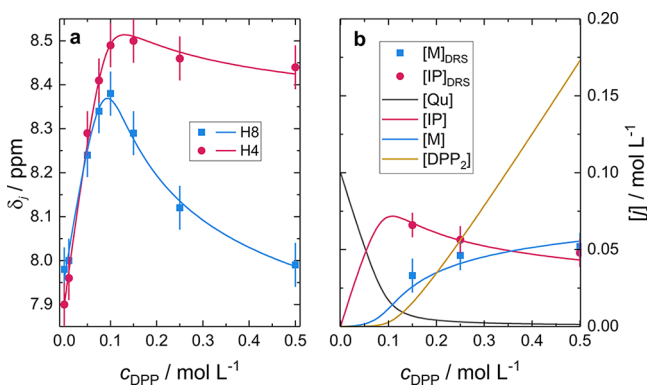 a
8.5
8.4
8.3
8.2
8.1
8.0
7.9
δj / ppm
H8
H4
0.0 0.1 0.2 0.3 0.4 0.5
cDPP / mol L-1
b
[M]DRS
[IP]DRS
[Qu]
[IP]
[M]
[DPP2]
0.20
0.15
0.10
0.05
0.00
[j] / mol L-1
0.0 0.1 0.2 0.3 0.4 0.5
cDPP / mol L-1